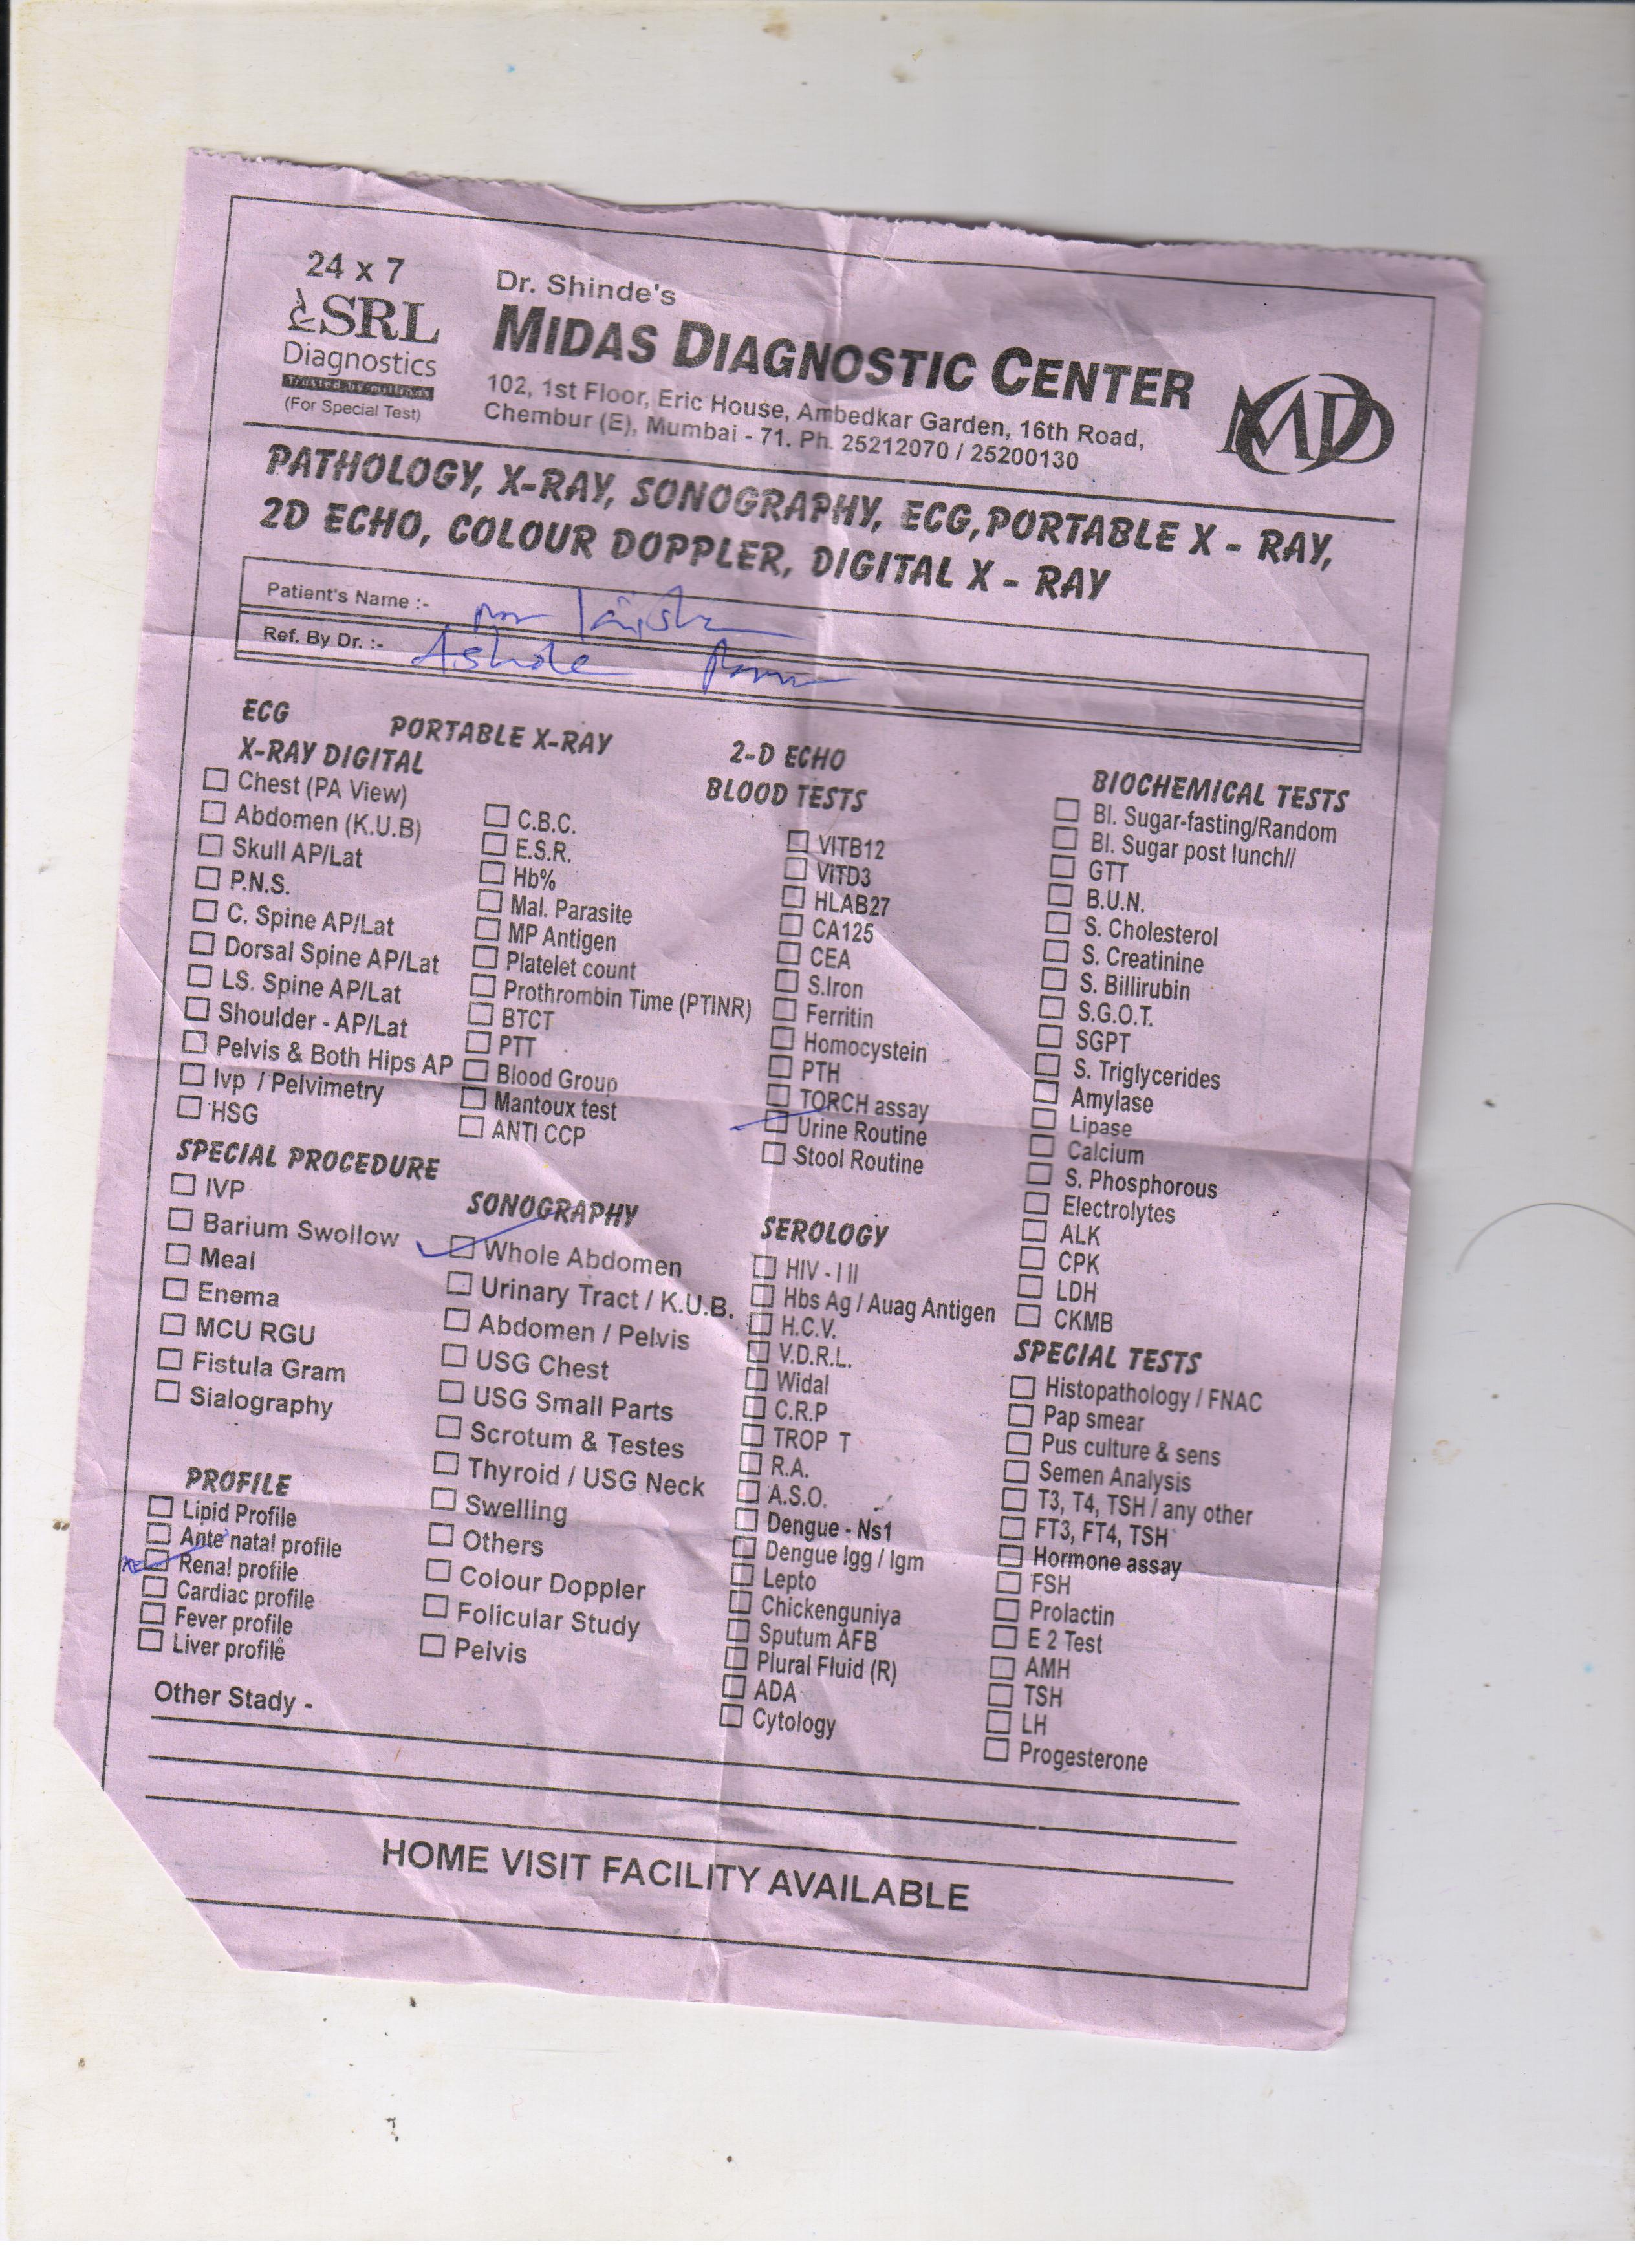 24 x 7
SRL
Diagnostics
Trusted by millions
(For Special Test)
Dr. Shinde's
MIDAS DIAGNOSTIC CENTER
102, 1st Floor, Eric House, Ambedkar Garden, 16th Road,
Chembur (E), Mumbai - 71. Ph. 25212070 / 25200130
MDC
PATHOLOGY, X-RAY, SONOGRAPHY, ECG, PORTABLE X - RAY,
2D ECHO, COLOUR DOPPLER, DIGITAL X - RAY
Patient's Name :-
Ref. By Dr. :-
ECG
PORTABLE X-RAY
2-D ECHO
X-RAY DIGITAL
Chest (PA View)
Abdomen (K.U.B)
Skull AP/Lat
P.N.S.
C. Spine AP/Lat
Dorsal Spine AP/Lat
LS. Spine AP/Lat
Shoulder - AP/Lat
Pelvis & Both Hips AP
Ivp / Pelvimetry
HSG
SPECIAL PROCEDURE
IVP
Barium Swollow
Meal
Enema
MCU RGU
Fistula Gram
Sialography
PROFILE
Lipid Profile
Ante natal profile
Renal profile
Cardiac profile
Fever profile
Liver profile
BLOOD TESTS
C.B.C.
E.S.R.
Hb%
Mal. Parasite
MP Antigen
Platelet count
Prothrombin Time (PTINR)
BTCT
PTT
Blood Group
Mantoux test
ANTI CCP
SONOGRAPHY
Whole Abdomen
Urinary Tract / K.U.B.
Abdomen / Pelvis
USG Chest
USG Small Parts
Scrotum & Testes
Thyroid / USG Neck
Swelling
Others
Colour Doppler
Folicular Study
Pelvis
VITB12
VITD3
HLAB27
CA125
CEA
S.Iron
Ferritin
Homocystein
PTH
TORCH assay
Urine Routine
Stool Routine
SEROLOGY
HIV - I II
Hbs Ag / Auag Antigen
H.C.V.
V.D.R.L.
Widal
C.R.P
TROP T
R.A.
A.S.O.
Dengue - Ns1
Dengue Igg / Igm
Lepto
Chickenguniya
Sputum AFB
Plural Fluid (R)
ADA
Cytology
BIOCHEMICAL TESTS
Bl. Sugar-fasting/Random
Bl. Sugar post lunch//
GTT
B.U.N.
S. Cholesterol
S. Creatinine
S. Billirubin
S.G.O.T.
SGPT
S. Triglycerides
Amylase
Lipase
Calcium
S. Phosphorous
Electrolytes
ALK
CPK
LDH
CKMB
SPECIAL TESTS
Histopathology / FNAC
Pap smear
Pus culture & sens
Semen Analysis
T3, T4, TSH / any other
FT3, FT4, TSH
Hormone assay
FSH
Prolactin
E 2 Test
AMH
TSH
LH
Progesterone
Other Stady -
HOME VISIT FACILITY AVAILABLE